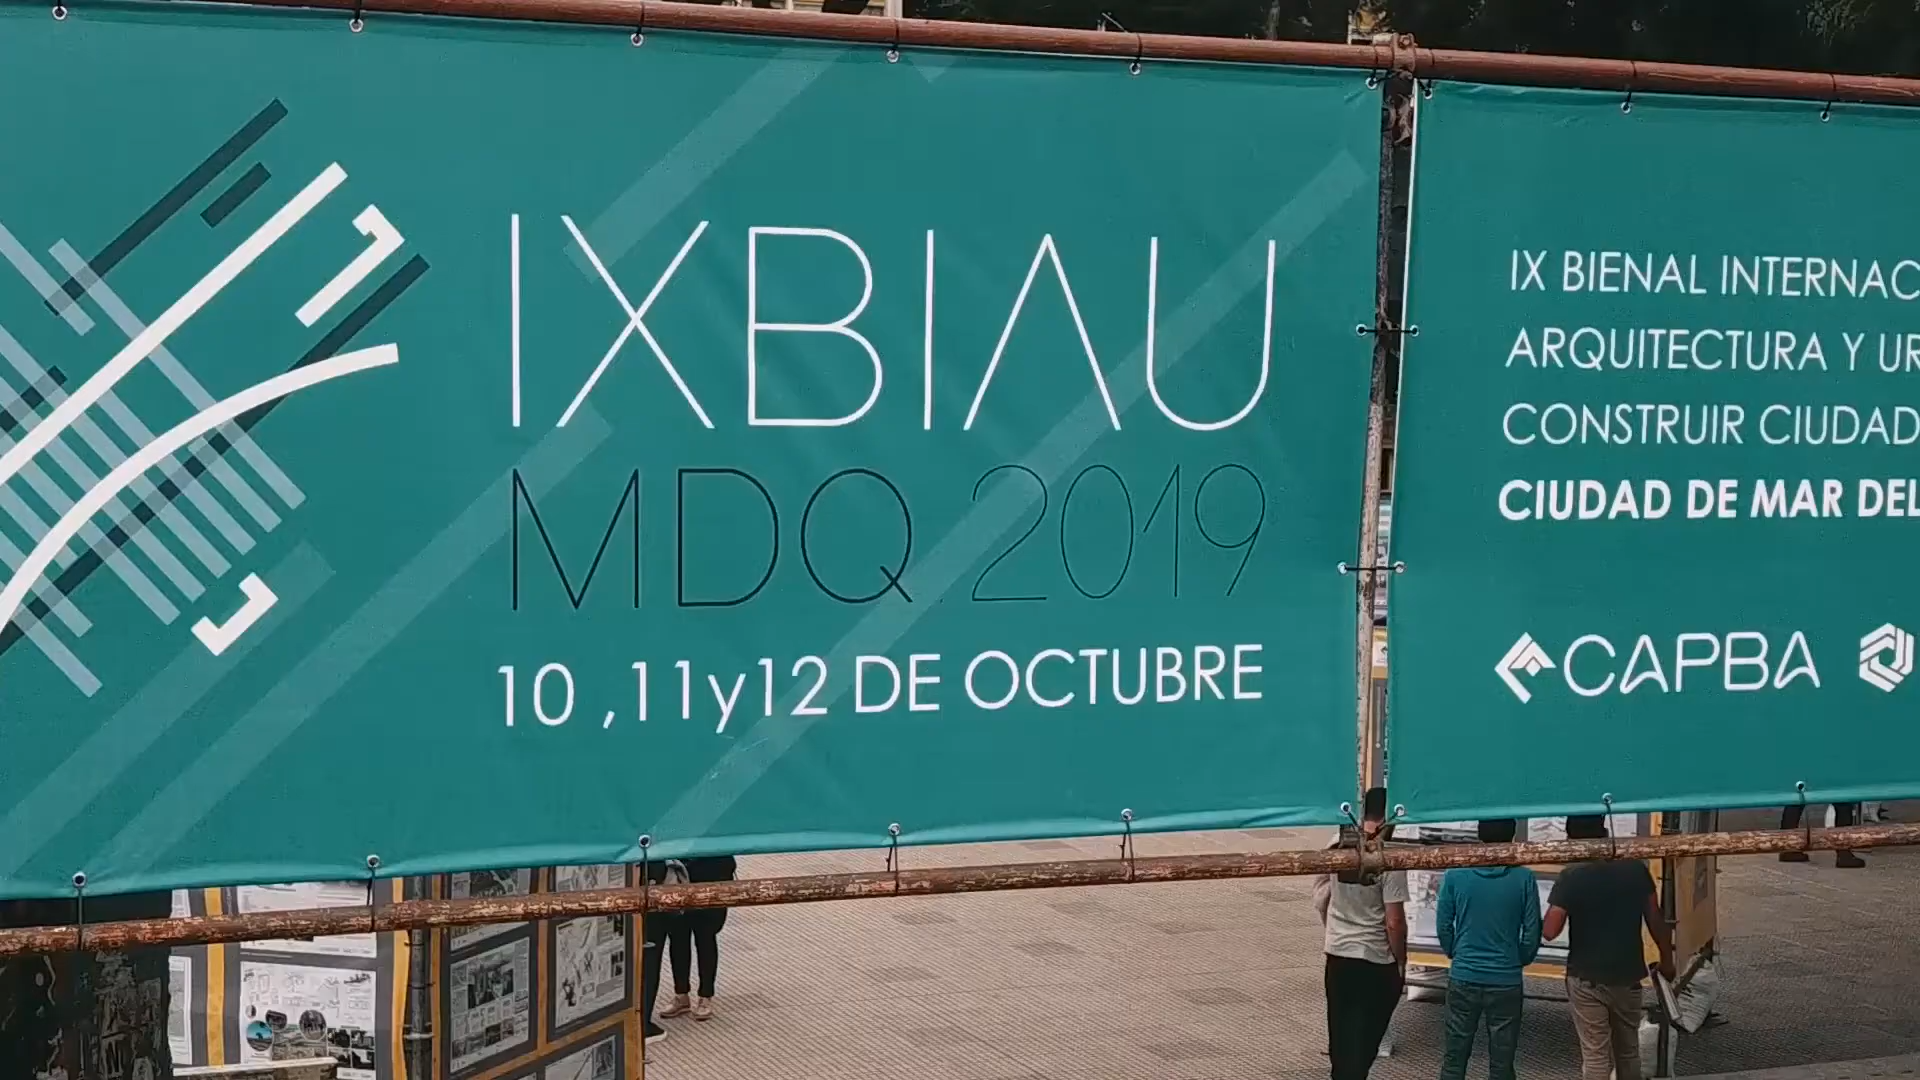 IXBIAU
MDQ 2019
10 ,11y12 DE OCTUBRE
IX BIENAL INTERNAC
ARQUITECTURA Y UR
CONSTRUIR CIUDAD
CIUDAD DE MAR DEL
CAPBA